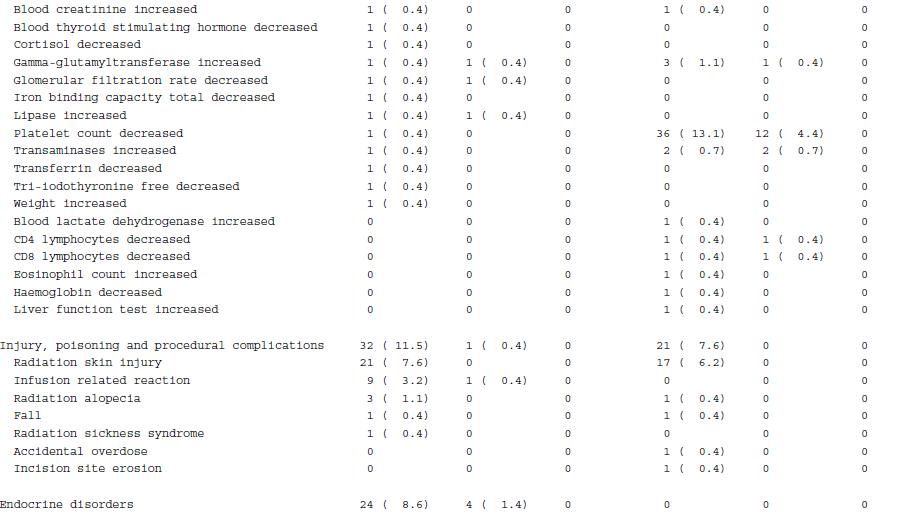 Blood creatinine increased 1 ( 0.4) 0 0 1 ( 0.4) 0 0
Blood thyroid stimulating hormone decreased 1 ( 0.4) 0 0 0 0 0
Cortisol decreased 1 ( 0.4) 0 0 0 0 0
Gamma-glutamyltransferase increased 1 ( 0.4) 1 ( 0.4) 0 3 ( 1.1) 1 ( 0.4) 0
Glomerular filtration rate decreased 1 ( 0.4) 1 ( 0.4) 0 0 0 0
Iron binding capacity total decreased 1 ( 0.4) 0 0 0 0 0
Lipase increased 1 ( 0.4) 1 ( 0.4) 0 0 0 0
Platelet count decreased 1 ( 0.4) 0 0 36 ( 13.1) 12 ( 4.4) 0
Transaminases increased 1 ( 0.4) 0 0 2 ( 0.7) 2 ( 0.7) 0
Transferrin decreased 1 ( 0.4) 0 0 0 0 0
Tri-iodothyronine free decreased 1 ( 0.4) 0 0 0 0 0
Weight increased 1 ( 0.4) 0 0 0 0 0
Blood lactate dehydrogenase increased 0 0 0 1 ( 0.4) 0 0
CD4 lymphocytes decreased 0 0 0 1 ( 0.4) 1 ( 0.4) 0
CD8 lymphocytes decreased 0 0 0 1 ( 0.4) 1 ( 0.4) 0
Eosinophil count increased 0 0 0 1 ( 0.4) 0 0
Haemoglobin decreased 0 0 0 1 ( 0.4) 0 0
Liver function test increased 0 0 0 1 ( 0.4) 0 0
Injury, poisoning and procedural complications 32 ( 11.5) 1 ( 0.4) 0 21 ( 7.6) 0 0
Radiation skin injury 21 ( 7.6) 0 0 17 ( 6.2) 0 0
Infusion related reaction 9 ( 3.2) 1 ( 0.4) 0 0 0 0
Radiation alopecia 3 ( 1.1) 0 0 1 ( 0.4) 0 0
Fall 1 ( 0.4) 0 0 1 ( 0.4) 0 0
Radiation sickness syndrome 1 ( 0.4) 0 0 0 0 0
Accidental overdose 0 0 0 1 ( 0.4) 0 0
Incision site erosion 0 0 0 1 ( 0.4) 0 0
Endocrine disorders 24 ( 8.6) 4 ( 1.4) 0 0 0 0